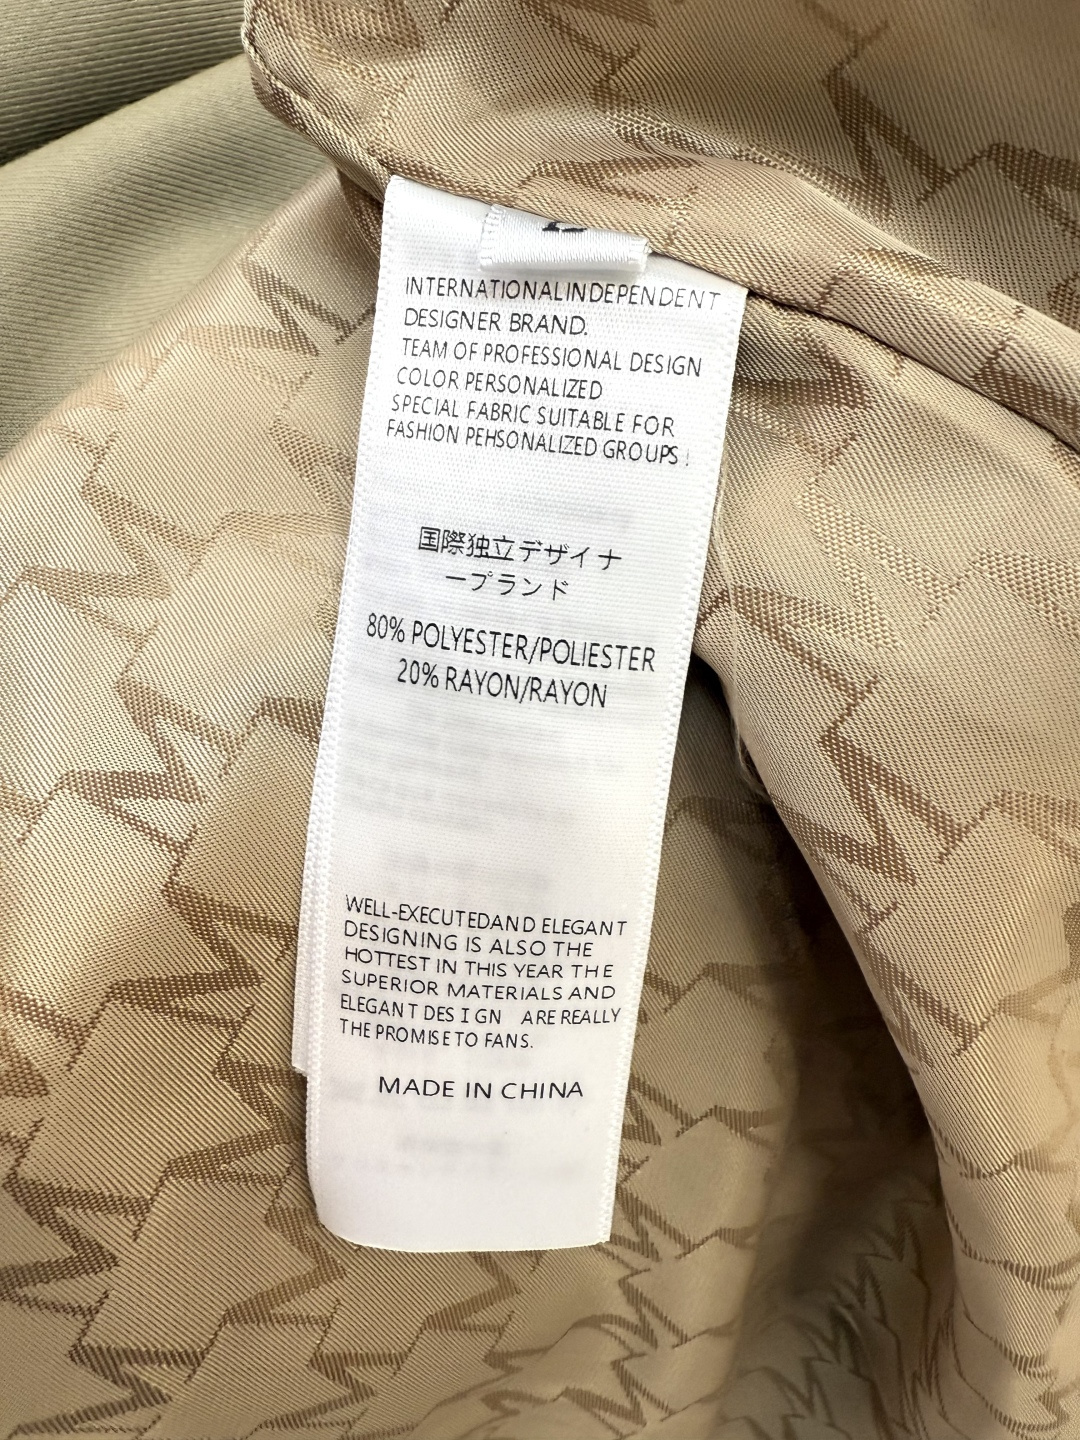 INTERNATIONALINDEPENDENT
DESIGNER BRAND.
TEAM OF PROFESSIONAL DESIGN
COLOR PERSONALIZED
SPECIAL FABRIC SUITABLE FOR
FASHION PEHSONALIZED GROUPS !
国際独立デザイナ
ープランド
80% POLYESTER/POLIESTER
20% RAYON/RAYON
WELL-EXECUTEDAND ELEGANT
DESIGNING IS ALSO THE
HOTTEST IN THIS YEAR THE
SUPERIOR MATERIALS AND
ELEGANT DESIGN ARE REALLY
THE PROMISE TO FANS.
MADE IN CHINA